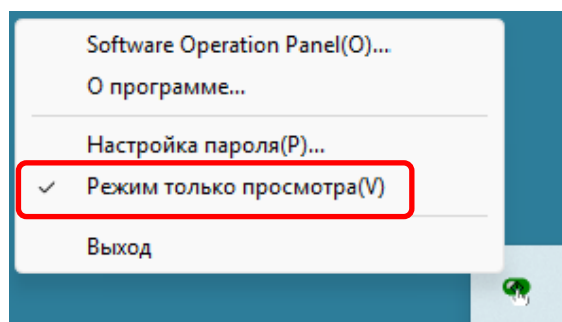 Software Operation Panel(O)...
О программе...
Настройка пароля(P)...
Режим только просмотра(V)
Выход